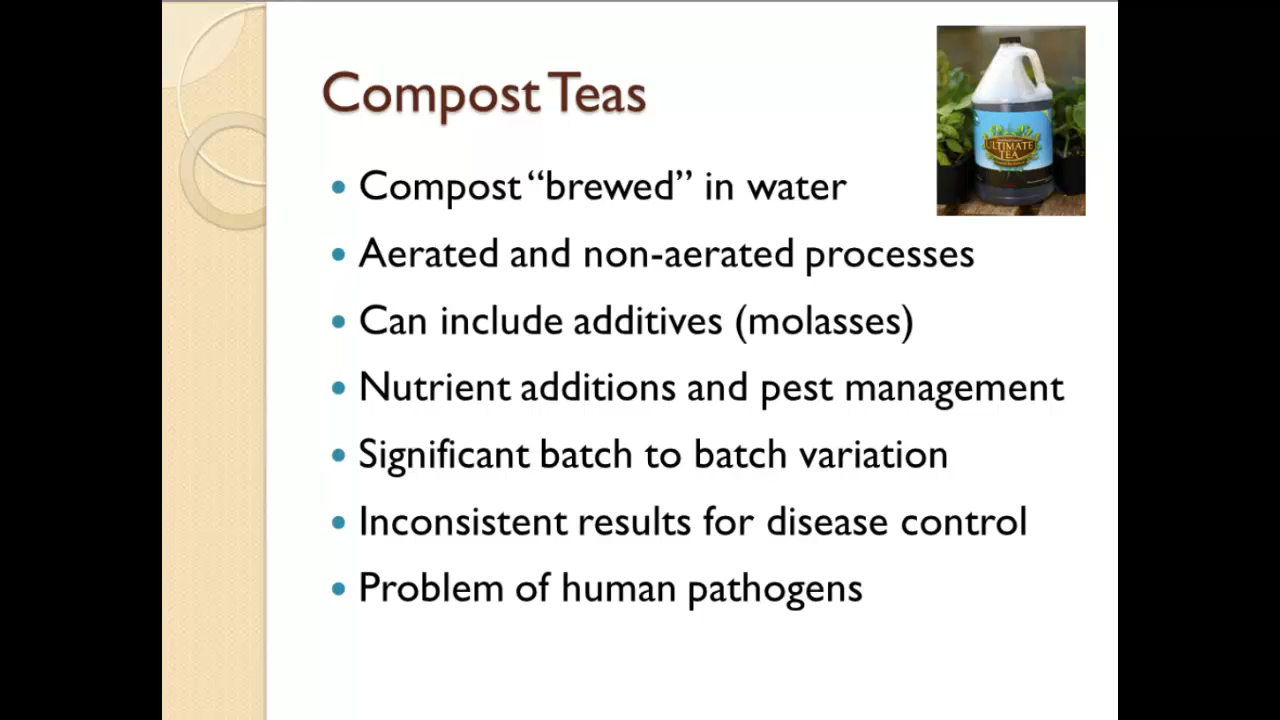 Compost Teas
ULTIMATE
TEA
• Compost “brewed” in water
• Aerated and non-aerated processes
• Can include additives (molasses)
• Nutrient additions and pest management
• Significant batch to batch variation
• Inconsistent results for disease control
• Problem of human pathogens